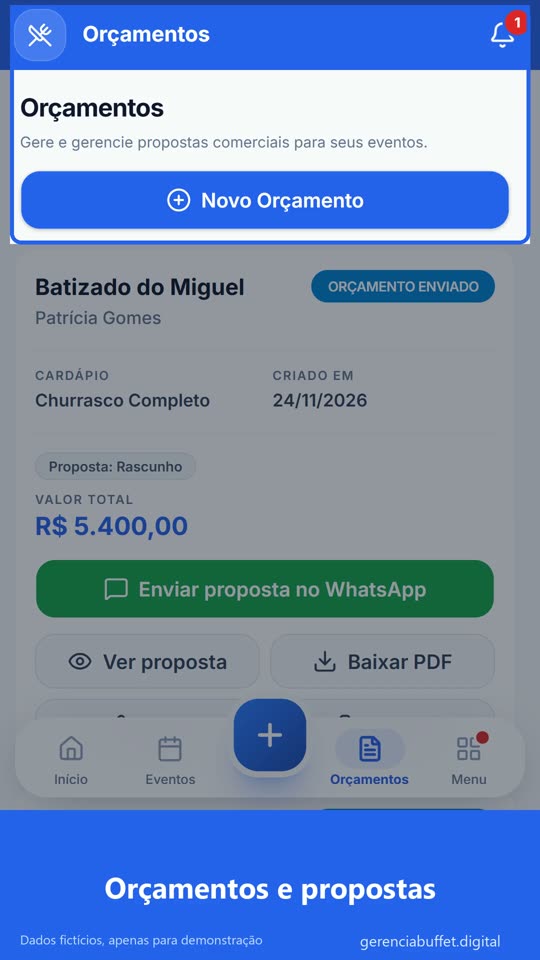 Orçamentos
1
Orçamentos
Gere e gerencie propostas comerciais para seus eventos.
Novo Orçamento
Batizado do Miguel
ORÇAMENTO ENVIADO
Patrícia Gomes
CARDÁPIO
CRIADO EM
Churrasco Completo
24/11/2026
Proposta: Rascunho
VALOR TOTAL
R$ 5.400,00
Enviar proposta no WhatsApp
Ver proposta
Baixar PDF
Início
Eventos
Orçamentos
Menu
Orçamentos e propostas
Dados fictícios, apenas para demonstração
gerenciabuffet.digital